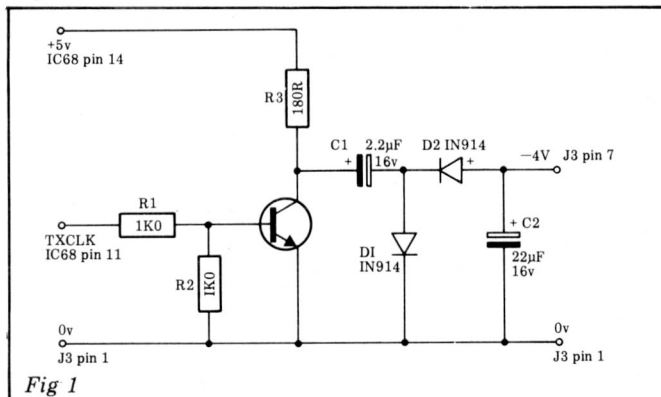 +5v
IC68 pin 14
R3
180R
C1
2.2µF
16v
+
D2 IN914
+
−4V
J3 pin 7
R1
1K0
TXCLK
IC68 pin 11
R2
IK0
DI
IN914
+ C2
22µF
16v
0v
J3 pin 1
0v
J3 pin 1
Fig 1